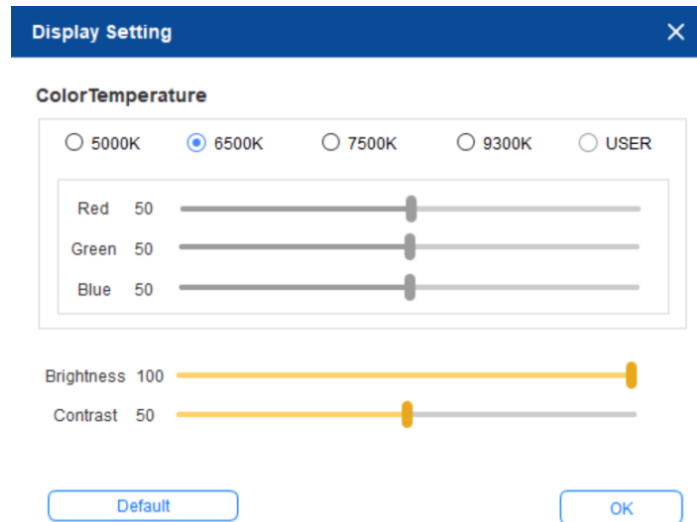 Display Setting
ColorTemperature
5000K 6500K 7500K 9300K USER
Red 50
Green 50
Blue 50
Brightness 100
Contrast 50
Default OK